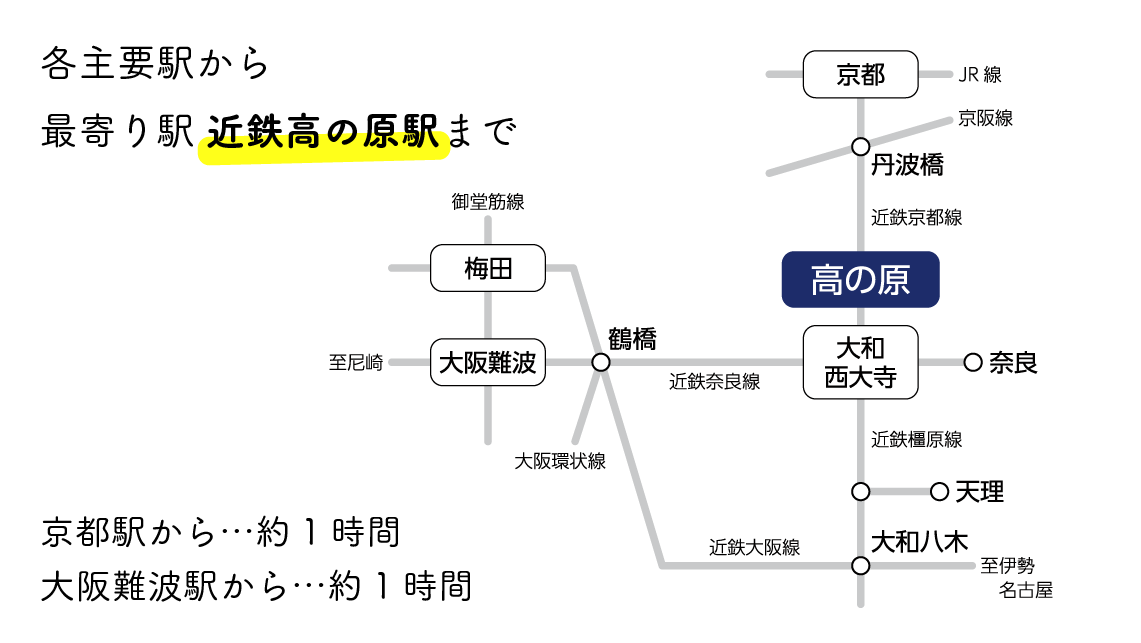 各主要駅から
最寄り駅 近鉄高の原駅まで
京都
JR 線
京阪線
丹波橋
近鉄京都線
御堂筋線
梅田
高の原
鶴橋
至尼崎
大阪難波
大和
西大寺
奈良
近鉄奈良線
大阪環状線
近鉄橿原線
天理
近鉄大阪線
大和八木
至伊勢
名古屋
京都駅から…約 1 時間
大阪難波駅から…約 1 時間